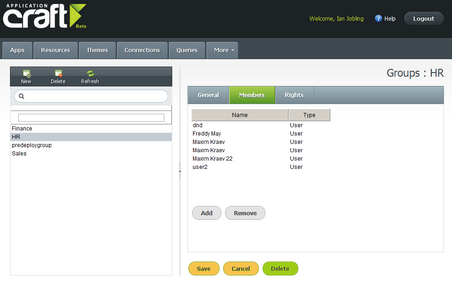 APPLICATION
craft
Beta
Welcome, Ian Jobling
Help
Logout
Apps
Resources
Themes
Connections
Queries
More
New
Delete
Refresh
Finance
HR
predeploygroup
Sales
Groups : HR
General
Members
Rights
Name Type
dnd User
Freddy May User
Maxim Kraev User
Maxim Kraev User
Maxim Kraev 22 User
user2 User
Add
Remove
Save
Cancel
Delete